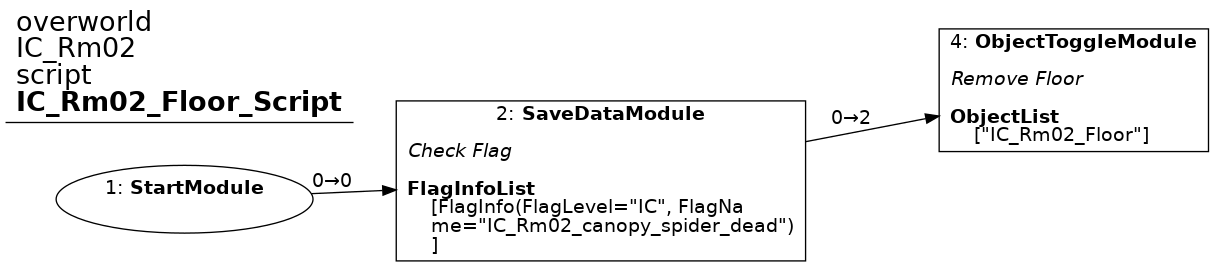 overworld
IC_Rm02
script
IC_Rm02_Floor_Script
1: StartModule
0→0
2: SaveDataModule
Check Flag
FlagInfoList
[FlagInfo(FlagLevel="IC", FlagNa
me="IC_Rm02_canopy_spider_dead")
]
0→2
4: ObjectToggleModule
Remove Floor
ObjectList
["IC_Rm02_Floor"]